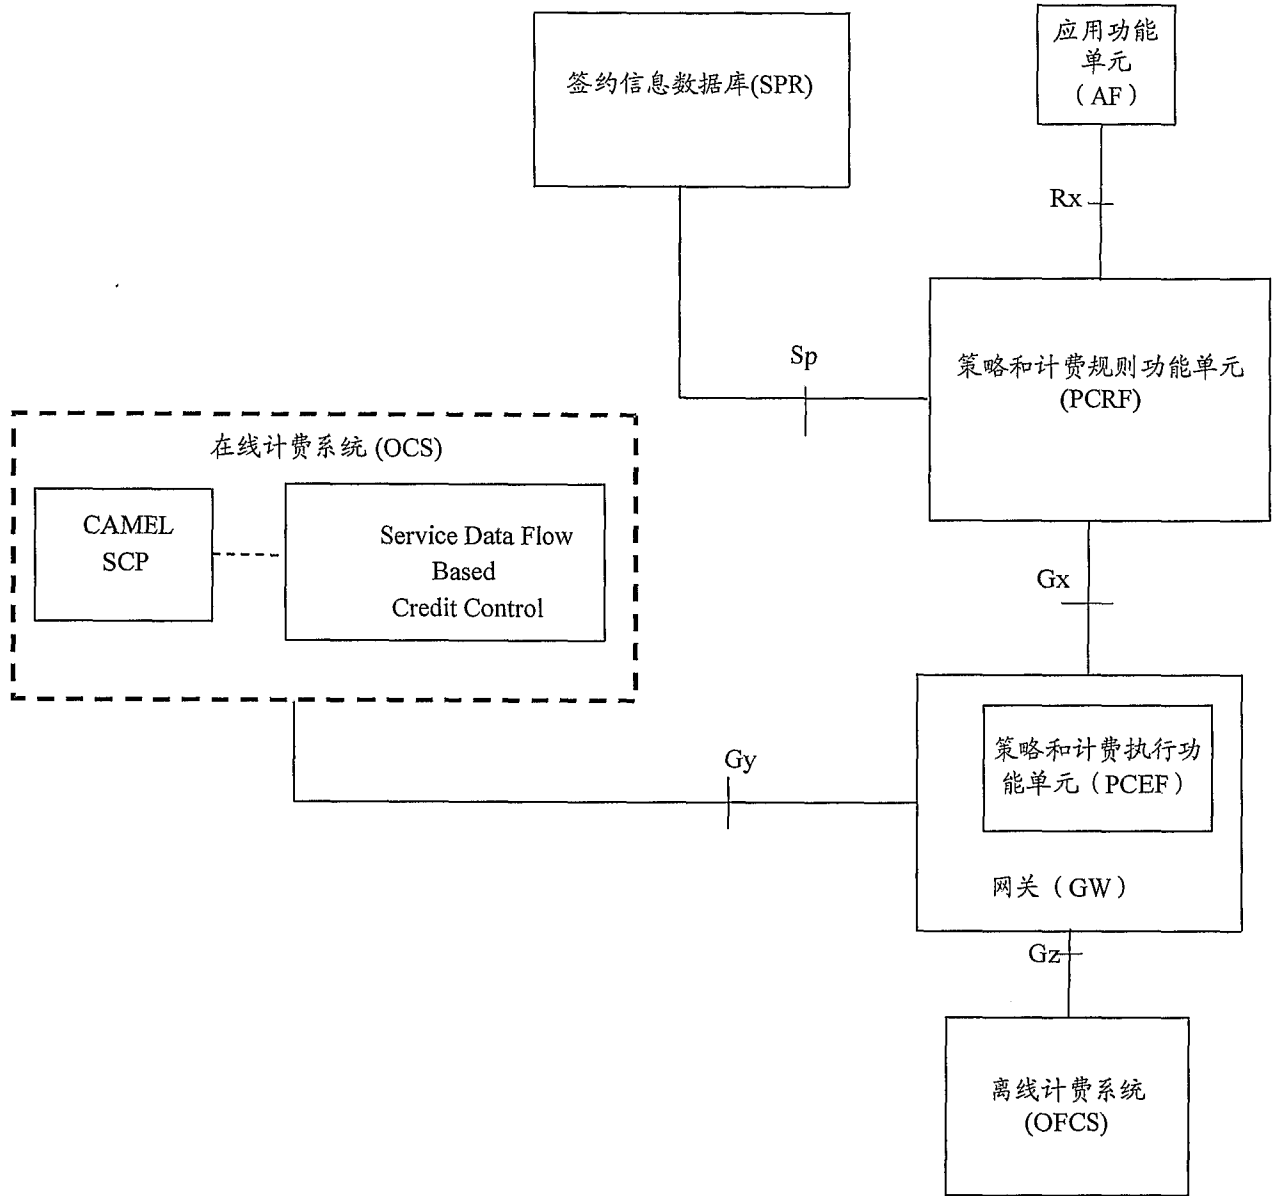 签约信息数据库(SPR)
应用功能
单元
（AF）
Rx
Sp
策略和计费规则功能单元
(PCRF)
在线计费系统 (OCS)
CAMEL
SCP
Service Data Flow
Based
Credit Control
Gx
Gy
策略和计费执行功
能单元（PCEF）
网关（GW）
Gz
离线计费系统
(OFCS)